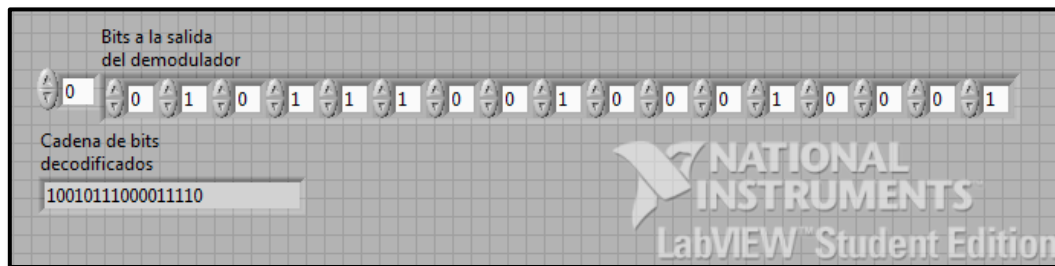 Bits a la salida
del demodulador
0 0 1 0 1 1 1 0 0 1 0 0 0 1 0 0 0 1
Cadena de bits
decodificados
10010111000011110
NATIONAL
INSTRUMENTS
LabVIEW™ Student Edition